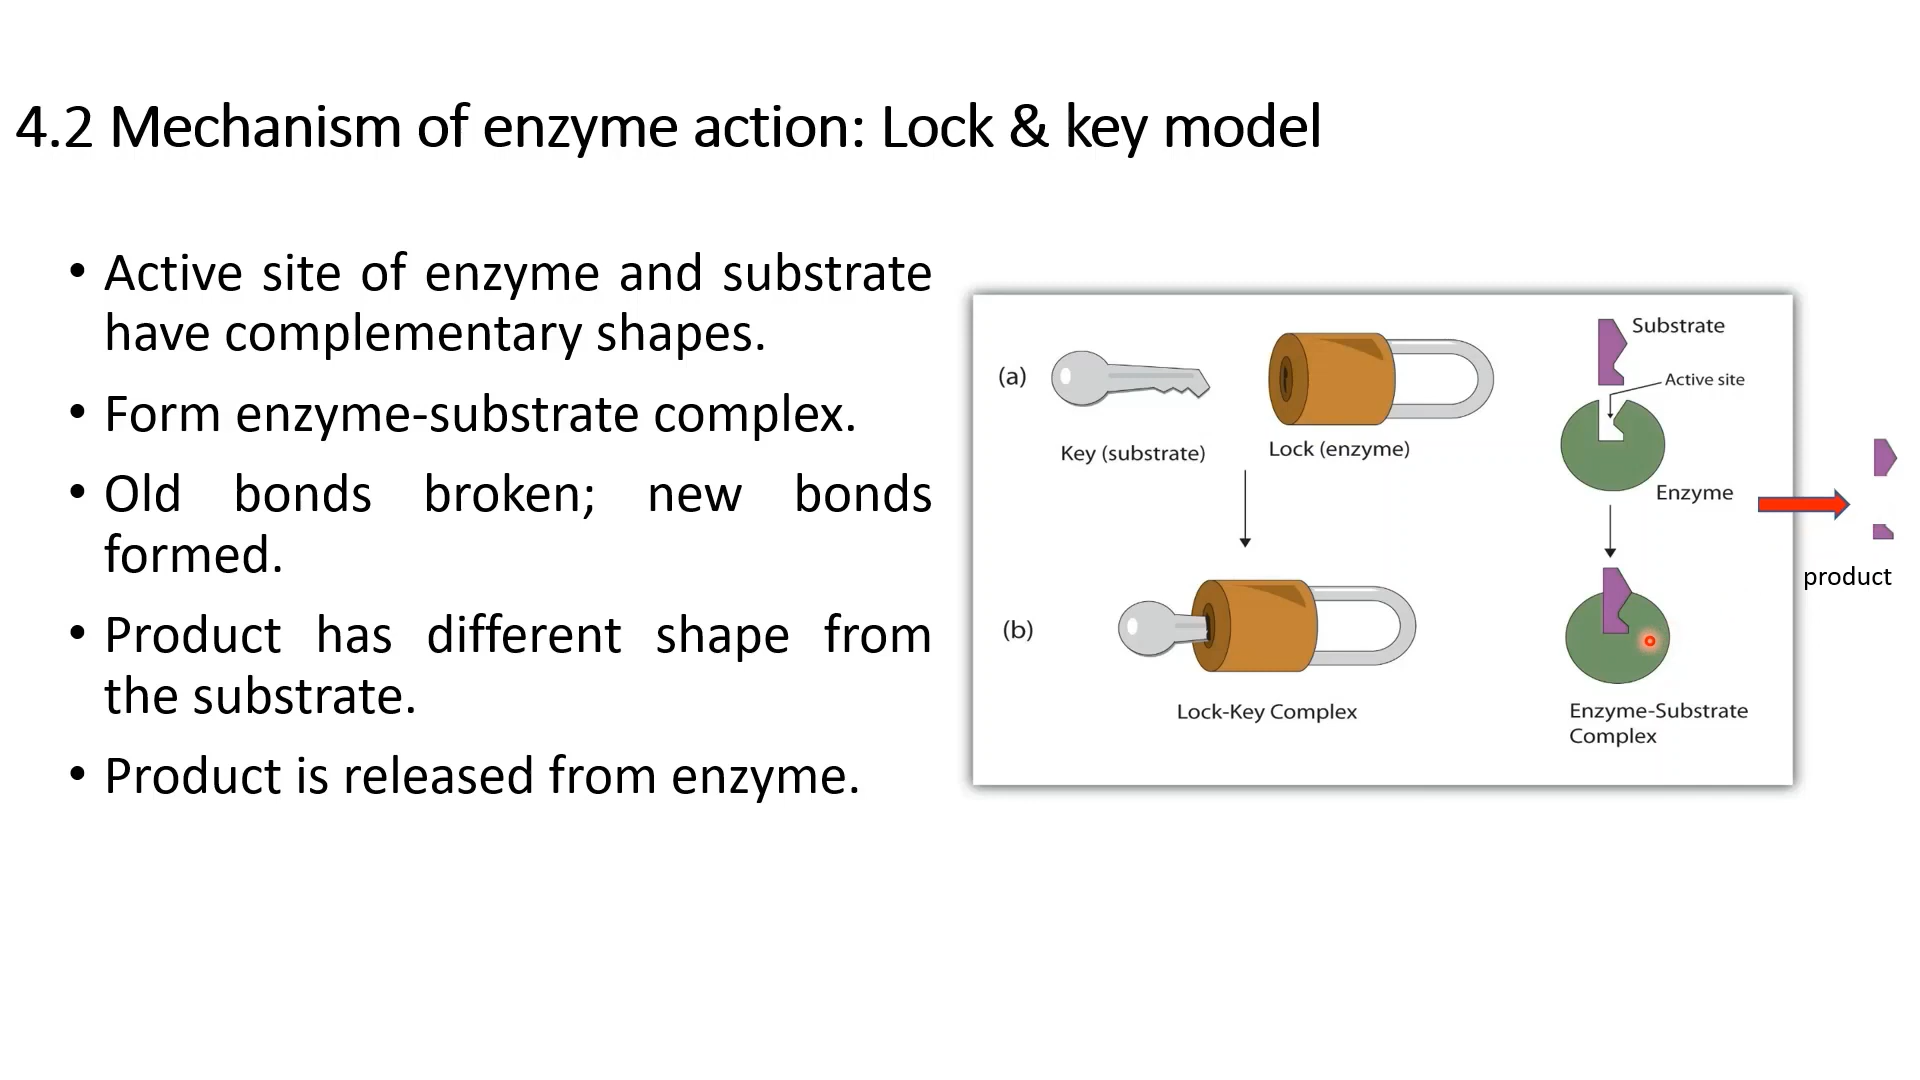 4.2 Mechanism of enzyme action: Lock & key model
• Active site of enzyme and substrate
have complementary shapes.
• Form enzyme-substrate complex.
• Old bonds broken; new bonds
formed.
• Product has different shape from
the substrate.
• Product is released from enzyme.
(a)
Key (substrate)
Lock (enzyme)
Substrate
Active site
Enzyme
product
(b)
Lock-Key Complex
Enzyme-Substrate
Complex